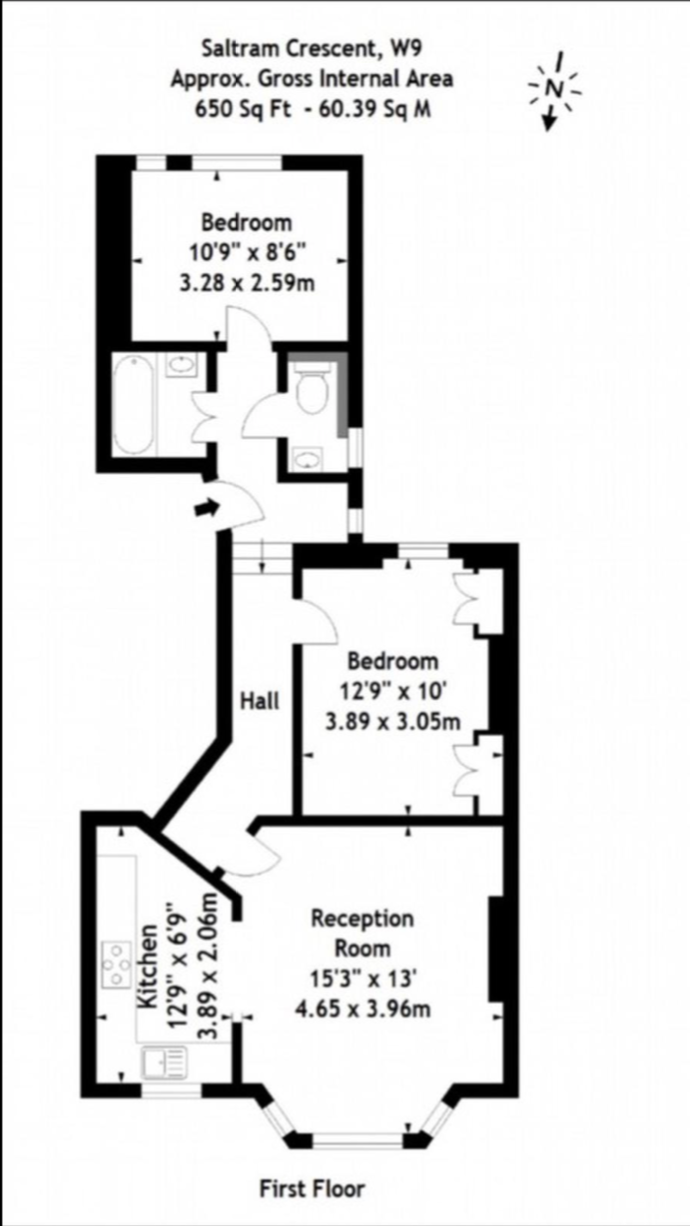 Saltram Crescent, W9
Approx. Gross Internal Area
650 Sq Ft - 60.39 Sq M
N
Bedroom
10'9" x 8'6"
3.28 x 2.59m
Bedroom
12'9" x 10'
3.89 x 3.05m
Hall
Kitchen
12'9" x 6'9"
3.89 x 2.06m
Reception
Room
15'3" x 13'
4.65 x 3.96m
First Floor